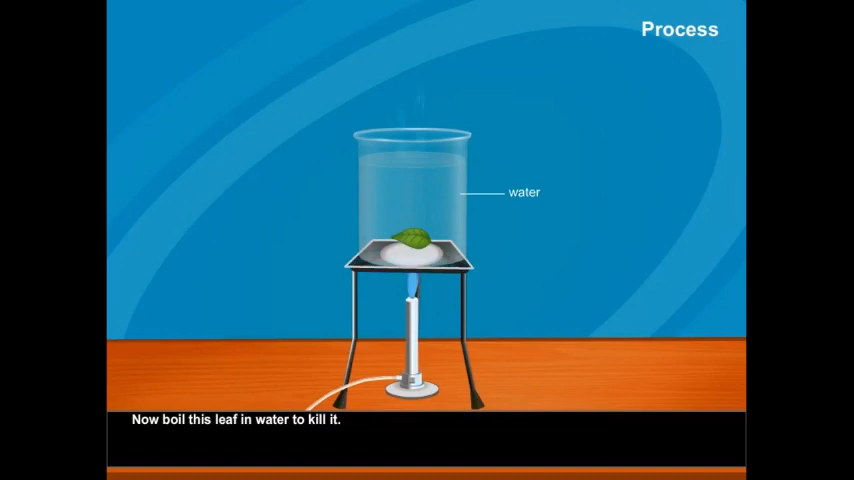 Process
water
Now boil this leaf in water to kill it.